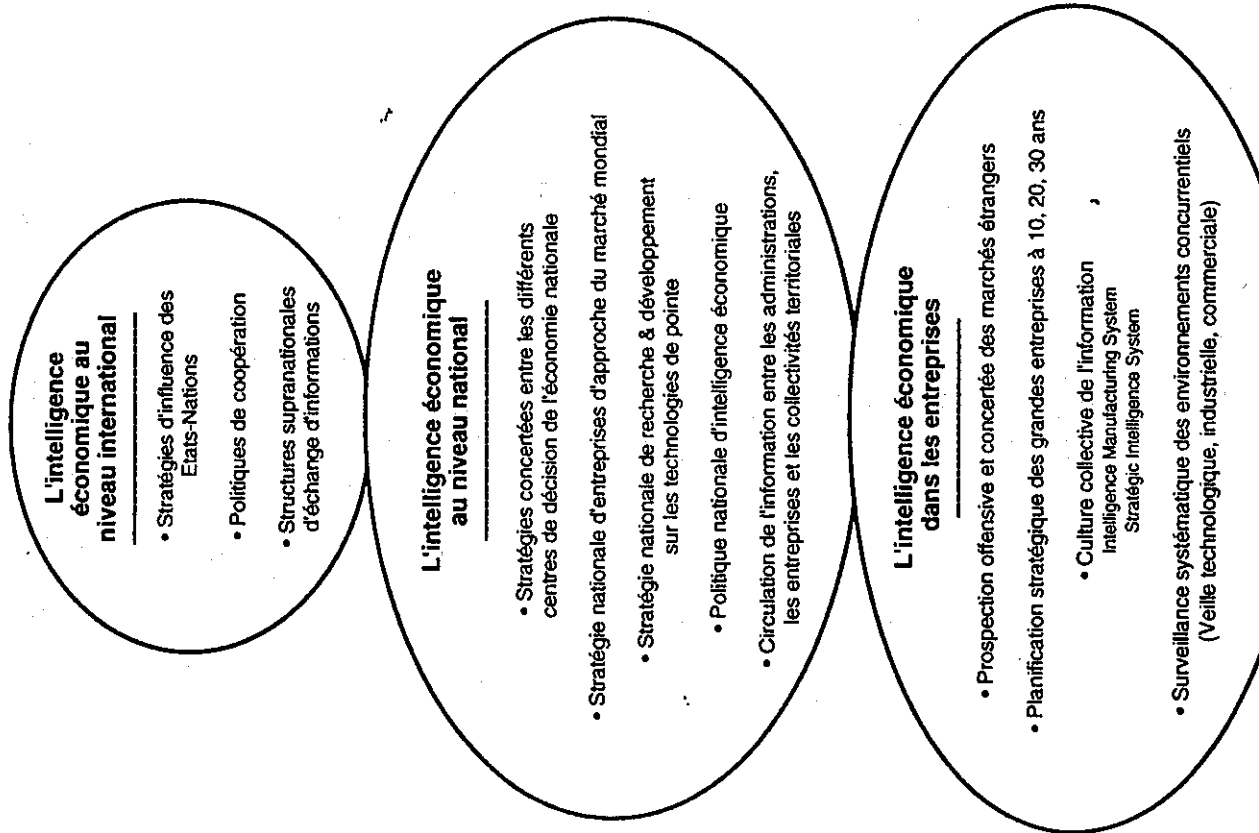 L'intelligence
économique au
niveau international
• Stratégies d'influence des
Etats-Nations
• Politiques de coopération
• Structures supranationales
d'échange d'informations
L'intelligence économique
au niveau national
• Stratégies concertées entre les différents
centres de décision de l'économie nationale
• Stratégie nationale d'entreprises d'approche du marché mondial
• Stratégie nationale de recherche & développement
sur les technologies de pointe
• Politique nationale d'intelligence économique
• Circulation de l'information entre les administrations,
les entreprises et les collectivités territoriales
L'intelligence économique
dans les entreprises
• Prospection offensive et concertée des marchés étrangers
• Planification stratégique des grandes entreprises à 10, 20, 30 ans
• Culture collective de l'information
Intelligence Manufacturing System
Stratégic Intelligence System
• Surveillance systématique des environnements concurrentiels
(Veille technologique, industrielle, commerciale)